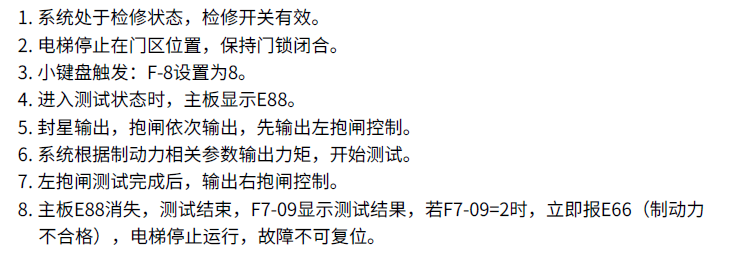 1. 系统处于检修状态，检修开关有效。
2. 电梯停止在门区位置，保持门锁闭合。
3. 小键盘触发：F-8设置为8。
4. 进入测试状态时，主板显示E88。
5. 封星输出，抱闸依次输出，先输出左抱闸控制。
6. 系统根据制动力相关参数输出力矩，开始测试。
7. 左抱闸测试完成后，输出右抱闸控制。
8. 主板E88消失，测试结束，F7-09显示测试结果，若F7-09=2时，立即报E66（制动力
不合格），电梯停止运行，故障不可复位。